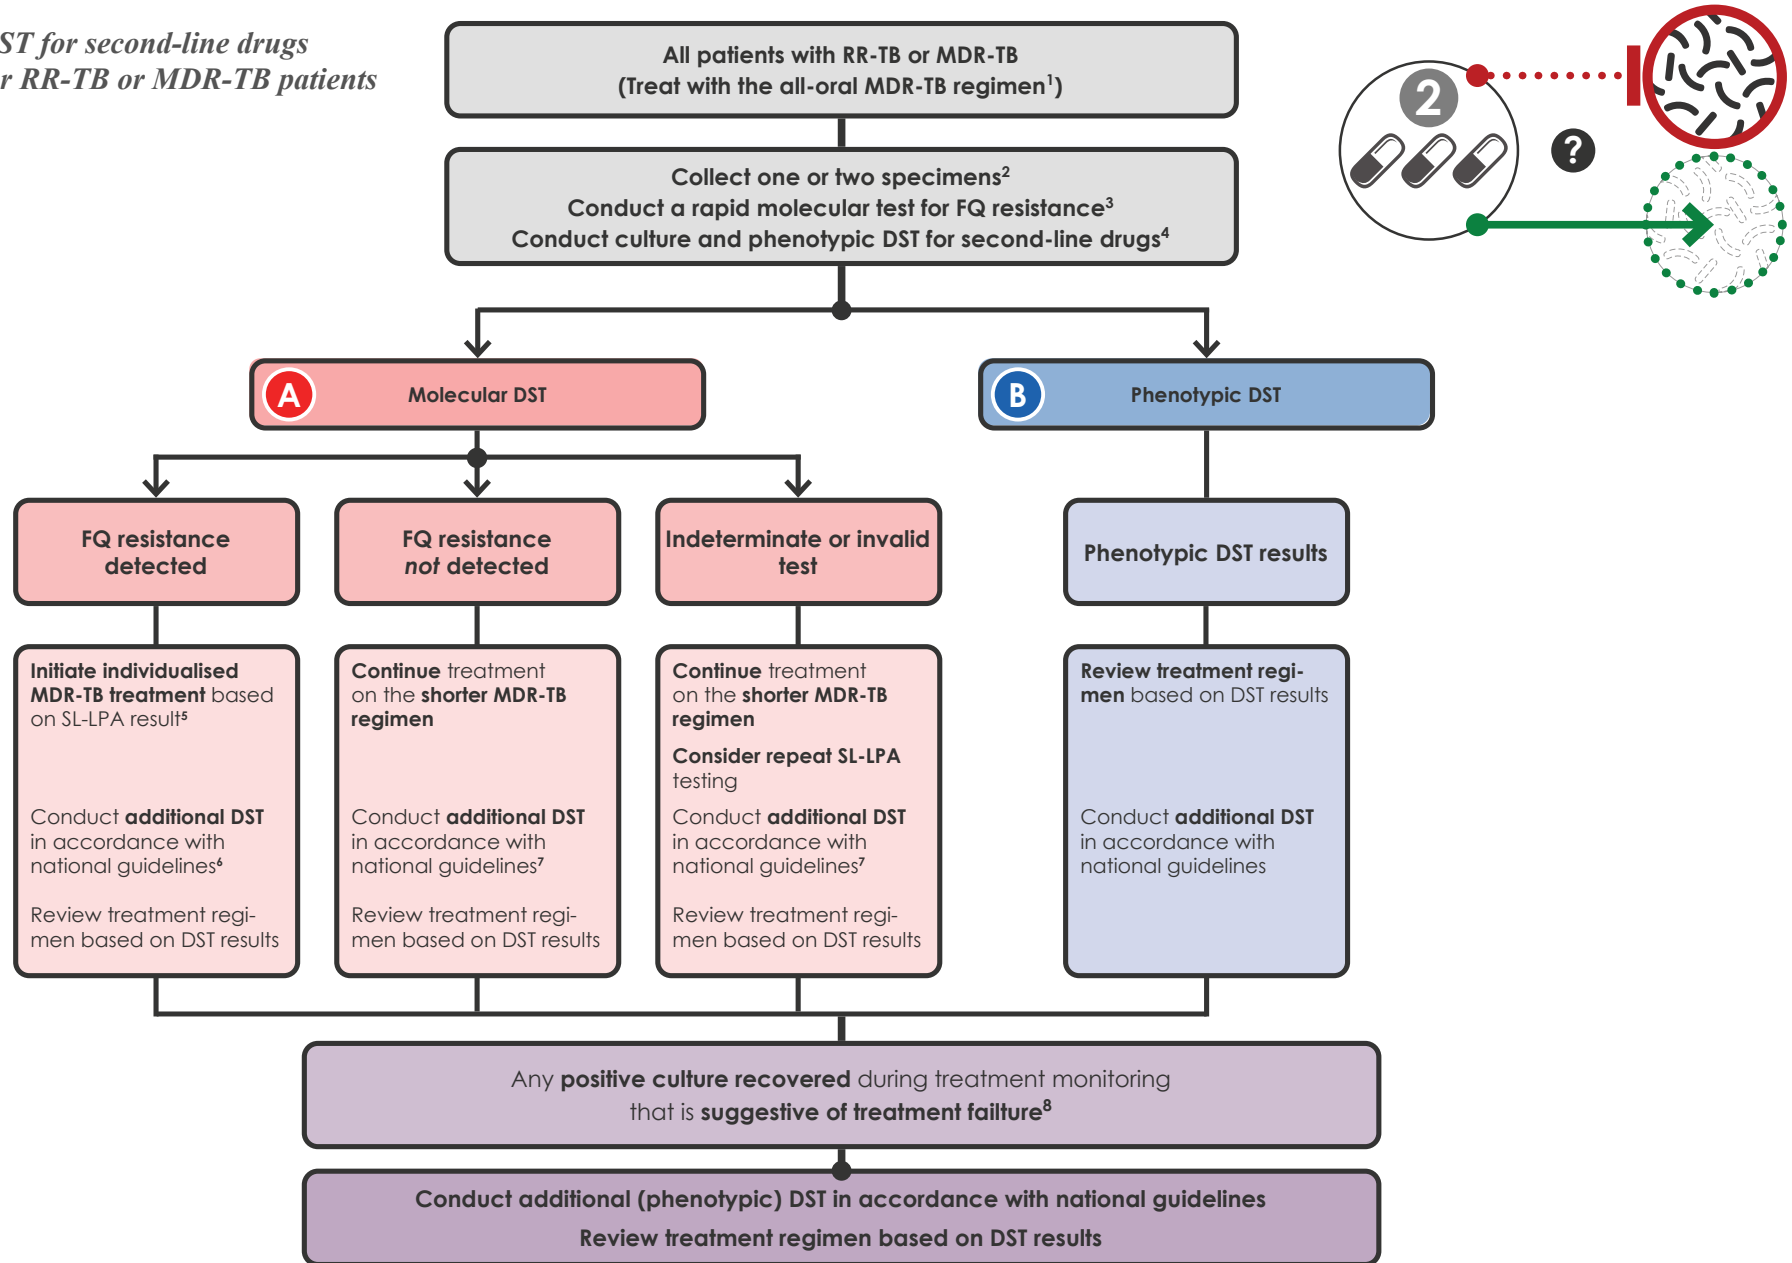 ST for second-line drugs
r RR-TB or MDR-TB patients
All patients with RR-TB or MDR-TB
(Treat with the all-oral MDR-TB regimen¹)
2
?
Collect one or two specimens²
Conduct a rapid molecular test for FQ resistance³
Conduct culture and phenotypic DST for second-line drugs⁴
A
Molecular DST
B
Phenotypic DST
FQ resistance
detected
FQ resistance
not detected
Indeterminate or invalid
test
Phenotypic DST results
Initiate individualised
MDR-TB treatment based
on SL-LPA result⁵
Conduct additional DST
in accordance with
national guidelines⁶
Review treatment regi-
men based on DST results
Continue treatment
on the shorter MDR-TB
regimen
Conduct additional DST
in accordance with
national guidelines⁷
Review treatment regi-
men based on DST results
Continue treatment
on the shorter MDR-TB
regimen
Consider repeat SL-LPA
testing
Conduct additional DST
in accordance with
national guidelines⁷
Review treatment regi-
men based on DST results
Review treatment regi-
men based on DST results
Conduct additional DST
in accordance with
national guidelines
Any positive culture recovered during treatment monitoring
that is suggestive of treatment failture⁸
Conduct additional (phenotypic) DST in accordance with national guidelines
Review treatment regimen based on DST results